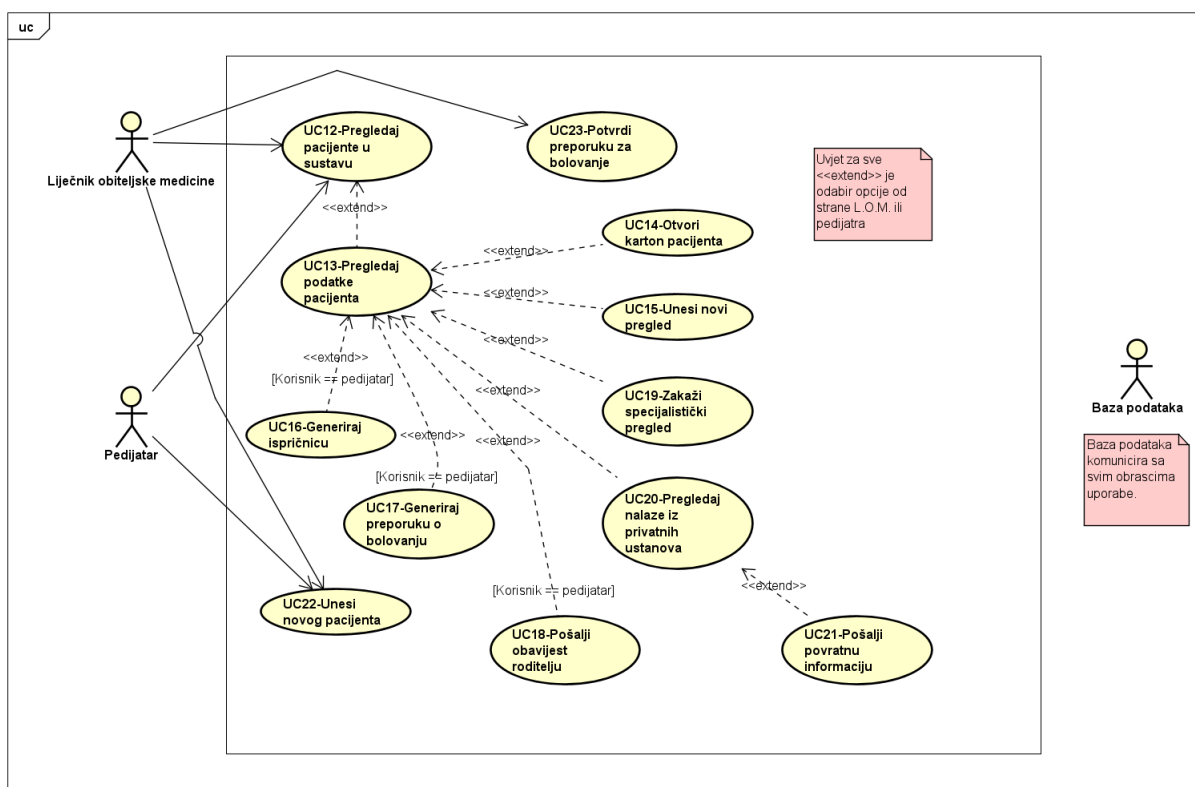 uc
UC12-Pregledaj
pacijente u
sustavu
UC23-Potvrdi
preporuku za
bolovanje
Uvjet za sve
<<extend>> je
odabir opcije od
strane L.O.M. ili
pedijatra
Liječnik obiteljske medicine
<<extend>>
UC14-Otvori
karton pacijenta
<<extend>>
UC13-Pregledaj
podatke
pacijenta
<<extend>>
UC15-Unesi novi
pregled
<<extend>>
<<extend>>
[Korisnik == pedijatar]
<<extend>>
UC19-Zakaži
specijalistički
pregled
Baza podataka
UC16-Generiraj
ispričnicu
<<extend>>
<<extend>>
Pedijatar
Baza podataka
komunicira sa
svim obrascima
uporabe.
[Korisnik == pedijatar]
UC17-Generiraj
preporuku o
bolovanju
UC20-Pregledaj
nalaze iz
privatnih
ustanova
[Korisnik == pedijatar]
<<extend>>
UC22-Unesi
novog pacijenta
UC18-Pošalji
obavijest
roditelju
UC21-Pošalji
povratnu
informaciju